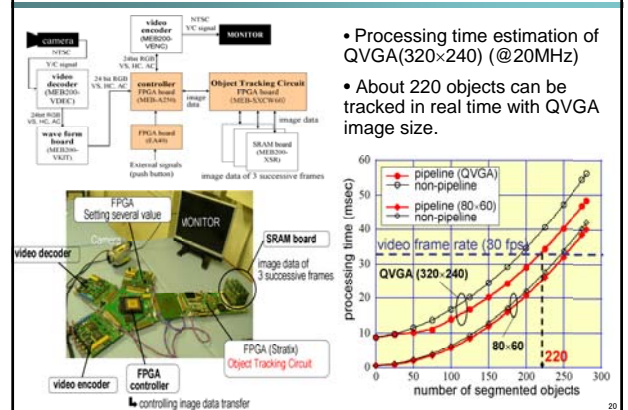 camera
NTSC
Y/C signal
video
decoder
(MEB200-
VDEC)
24bit RGB
VS, HC, AC
wave form
board
(MEB200-
VKIT)
24 bit RGB
VS, HC, AC
video
encoder
(MEB200-
VENC)
NTSC
Y/C signal
MONITOR
24bit RGB
VS, HC, AC
controller
FPGA board
(MEB-A250)
image
data
Object Tracking Circuit
FPGA board
(MEB-SXCW60)
image data
FPGA board
(EA40)
External signals
(push button)
SRAM board
(MEB200-
XSR)
image data of 3 successive frames
• Processing time estimation of
QVGA(320×240) (@20MHz)
• About 220 objects can be
tracked in real time with QVGA
image size.
FPGA
Setting several value
MONITOR
Camera
video decoder
SRAM board
image data of
3 successive frames
FPGA (Stratix)
Object Tracking Circuit
video encoder
FPGA
controller
controlling image data transfer
processing time (msec)
60
50
40
30
20
10
0
pipeline (QVGA)
non-pipeline
pipeline (80×60)
non-pipeline
video frame rate (30 fps)
QVGA (320×240)
80×60
220
0 50 100 150 200 250 300
number of segmented objects
20